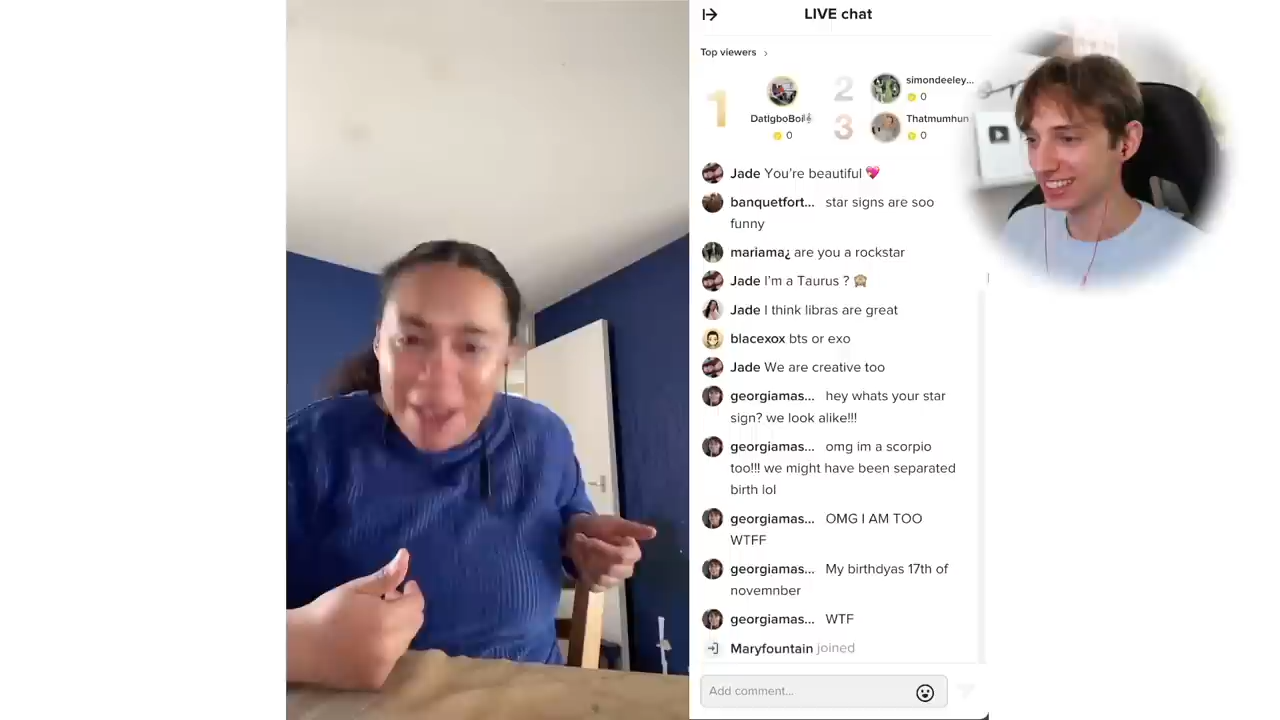 LIVE chat
Top viewers ›
1
DatIgboBoi
0
2
simondeeley...
0
3
Thatmumhun
0
Jade You're beautiful 💖
banquetfort... star signs are soo
funny
mariama¿ are you a rockstar
Jade I'm a Taurus ? 🙈
Jade I think libras are great
blacexox bts or exo
Jade We are creative too
georgiamas... hey whats your star
sign? we look alike!!!
georgiamas... omg im a scorpio
too!!! we might have been separated
birth lol
georgiamas... OMG I AM TOO
WTFF
georgiamas... My birthdyas 17th of
novemnber
georgiamas... WTF
Maryfountain joined
Add comment...